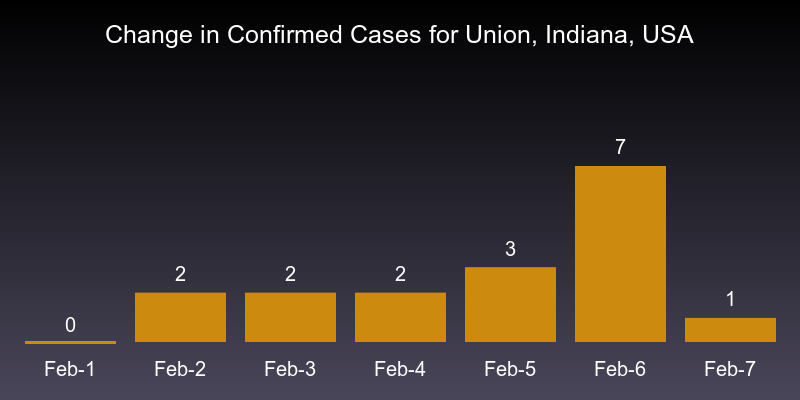 Change in Confirmed Cases for Union, Indiana, USA
7
3
2 2 2
1
0
Feb-1 Feb-2 Feb-3 Feb-4 Feb-5 Feb-6 Feb-7